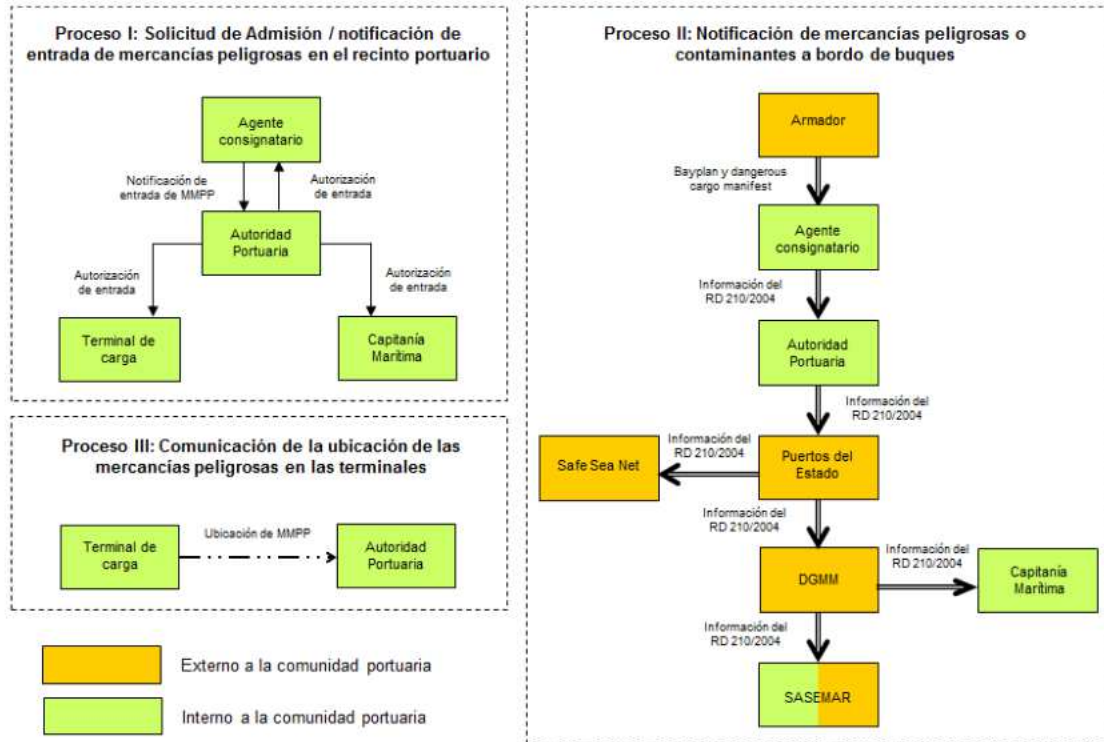 Proceso I: Solicitud de Admisión / notificación de
entrada de mercancías peligrosas en el recinto portuario
Agente
consignatario
Notificación de
entrada de MMPP
Autorización
de entrada
Autoridad
Portuaria
Autorización
de entrada
Autorización
de entrada
Terminal de
carga
Capitanía
Marítima
Proceso III: Comunicación de la ubicación de las
mercancías peligrosas en las terminales
Terminal de
carga
Ubicación de MMPP
Autoridad
Portuaria
Externo a la comunidad portuaria
Interno a la comunidad portuaria
Proceso II: Notificación de mercancías peligrosas o
contaminantes a bordo de buques
Armador
Bayplan y dangerous
cargo manifest
Agente
consignatario
Información del
RD 210/2004
Autoridad
Portuaria
Información del
RD 210/2004
Safe Sea Net
Información del
RD 210/2004
Puertos del
Estado
Información del
RD 210/2004
DGMM
Información del
RD 210/2004
Capitanía
Marítima
Información del
RD 210/2004
SASEMAR